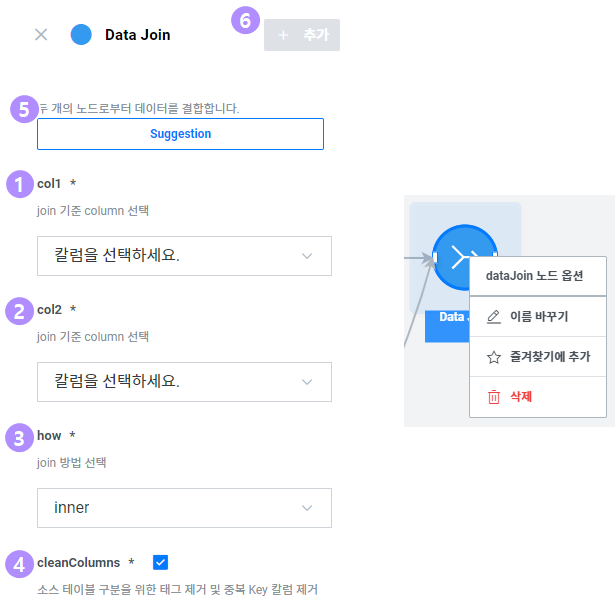 Data Join
6
+ 추가
5
두 개의 노드로부터 데이터를 결합합니다.
Suggestion
1
col1 *
join 기준 column 선택
칼럼을 선택하세요.
2
col2 *
join 기준 column 선택
칼럼을 선택하세요.
3
how *
join 방법 선택
inner
4
cleanColumns *
소스 테이블 구분을 위한 태그 제거 및 중복 Key 칼럼 제거
Data J
dataJoin 노드 옵션
이름 바꾸기
즐겨찾기에 추가
삭제